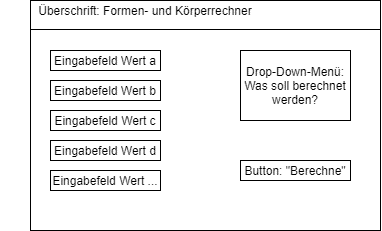 Überschrift: Formen- und Körperrechner
Eingabefeld Wert a
Eingabefeld Wert b
Eingabefeld Wert c
Eingabefeld Wert d
Eingabefeld Wert ...
Drop-Down-Menü:
Was soll berechnet
werden?
Button: "Berechne"